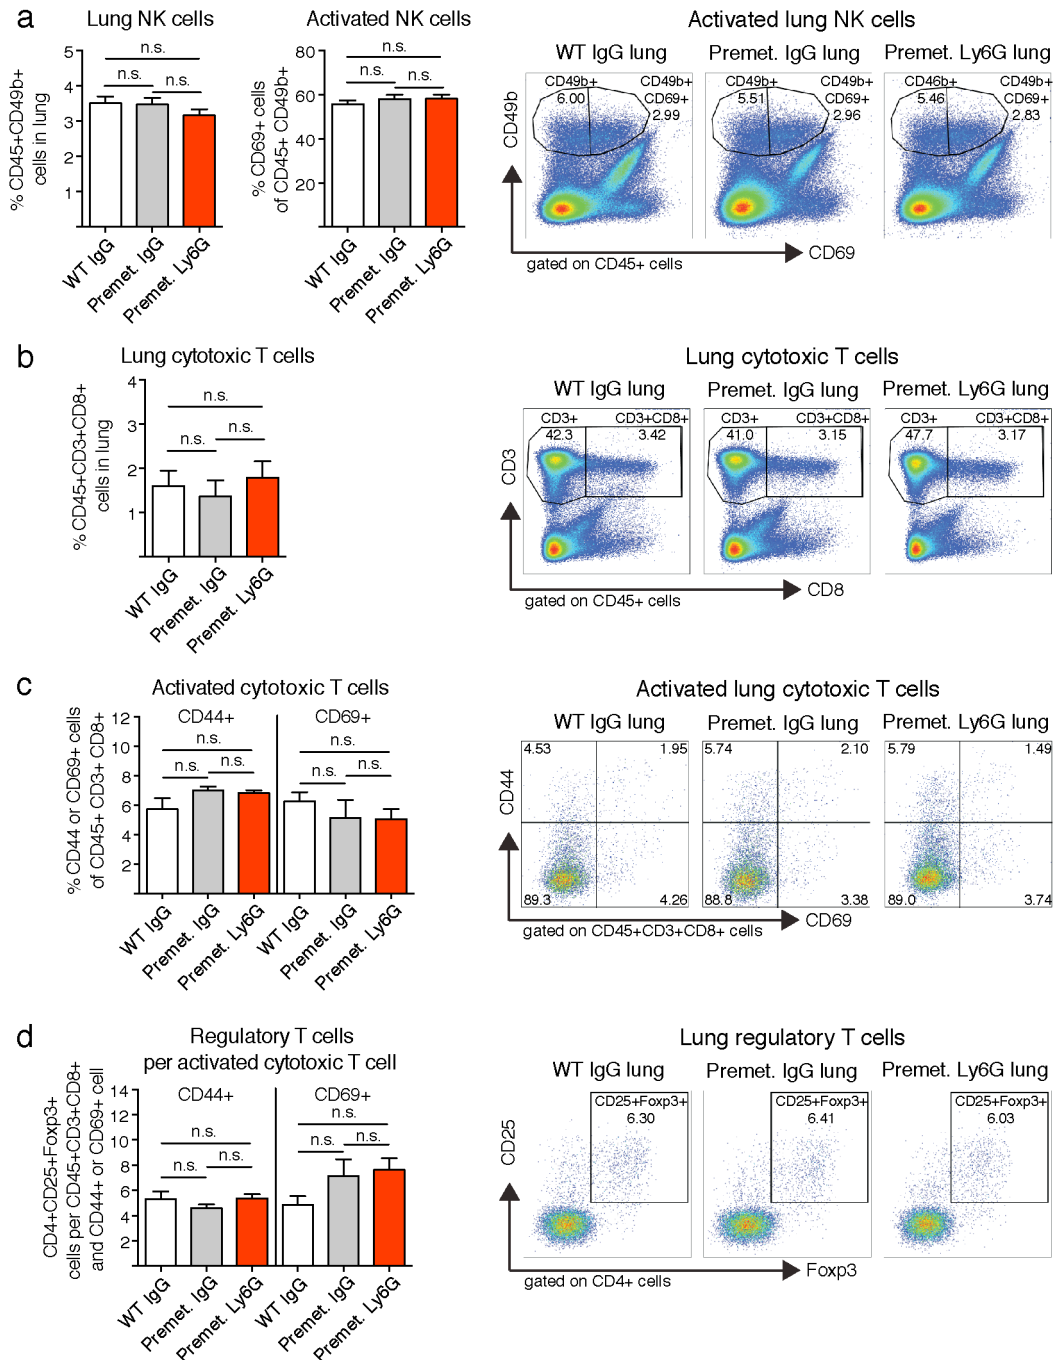 a
Lung NK cells
Activated NK cells
Activated lung NK cells
% CD45+CD49b+
cells in lung
5
4
3
2
1
n.s.
n.s.
n.s.
WT IgG
Premet. IgG
Premet. Ly6G
% CD69+ cells
of CD45+ CD49b+
80
60
40
20
n.s.
n.s.
n.s.
WT IgG
Premet. IgG
Premet. Ly6G
WT IgG lung
Premet. IgG lung
Premet. Ly6G lung
CD49b
CD49b+
6.00
CD49b+
CD69+
2.99
CD49b+
5.51
CD49b+
CD69+
2.96
CD46b+
5.46
CD49b+
CD69+
2.83
gated on CD45+ cells
CD69
b
Lung cytotoxic T cells
Lung cytotoxic T cells
% CD45+CD3+CD8+
cells in lung
4
3
2
1
n.s.
n.s.
n.s.
WT IgG
Premet. IgG
Premet. Ly6G
WT IgG lung
Premet. IgG lung
Premet. Ly6G lung
CD3
CD3+
42.3
CD3+CD8+
3.42
CD3+
41.0
CD3+CD8+
3.15
CD3+
47.7
CD3+CD8+
3.17
gated on CD45+ cells
CD8
c
Activated cytotoxic T cells
Activated lung cytotoxic T cells
% CD44 or CD69+ cells
of CD45+ CD3+ CD8+
12
10
8
6
4
2
CD44+
CD69+
n.s.
n.s.
n.s.
n.s.
n.s.
n.s.
WT IgG
Premet. IgG
Premet. Ly6G
WT IgG
Premet. IgG
Premet. Ly6G
WT IgG lung
Premet. IgG lung
Premet. Ly6G lung
CD44
4.53
1.95
89.3
4.26
5.74
2.10
88.8
3.38
5.79
1.49
89.0
3.74
gated on CD45+CD3+CD8+ cells
CD69
d
Regulatory T cells
per activated cytotoxic T cell
Lung regulatory T cells
CD4+CD25+Foxp3+
cells per CD45+CD3+CD8+
and CD44+ or CD69+ cell
14
12
10
8
6
4
2
CD44+
CD69+
n.s.
n.s.
n.s.
n.s.
n.s.
n.s.
WT IgG
Premet. IgG
Premet. Ly6G
WT IgG
Premet. IgG
Premet. Ly6G
WT IgG lung
Premet. IgG lung
Premet. Ly6G lung
CD25
CD25+Foxp3+
6.30
CD25+Foxp3+
6.41
CD25+Foxp3+
6.03
gated on CD4+ cells
Foxp3